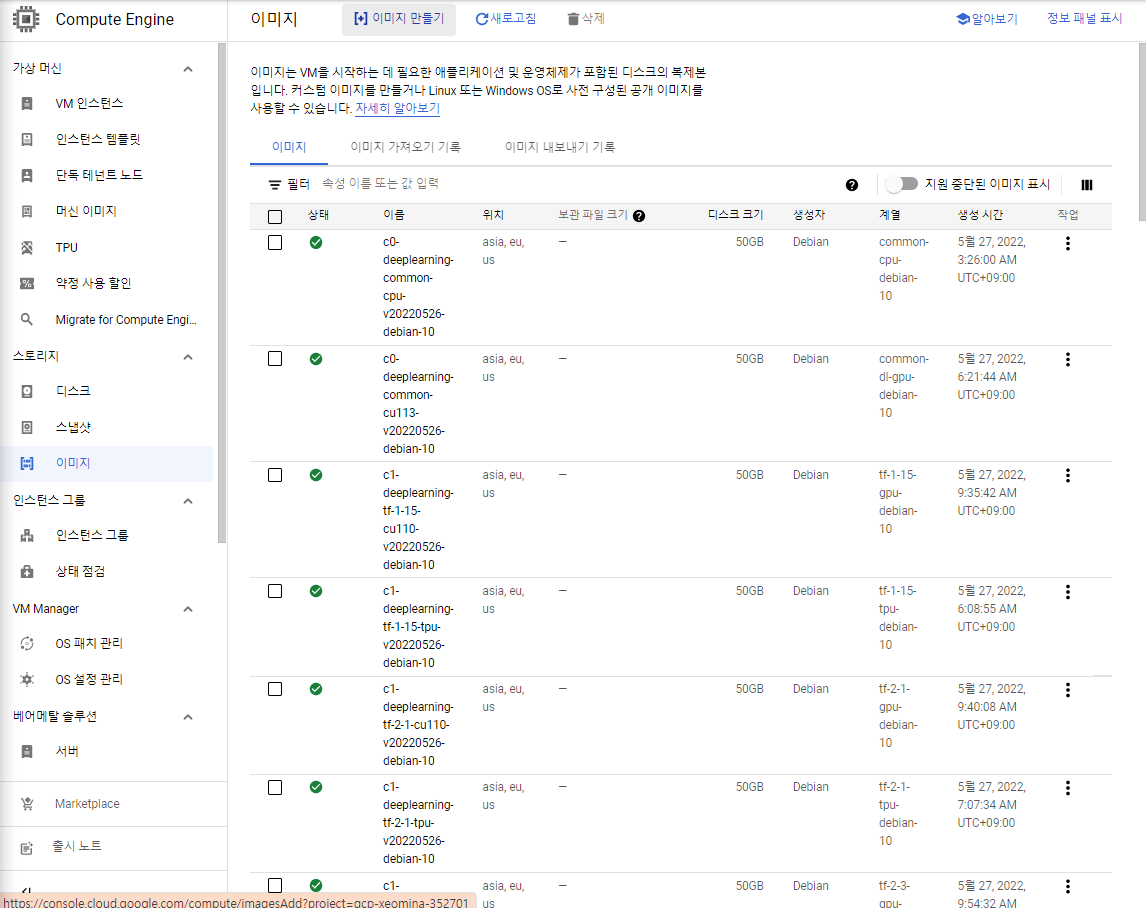 Compute Engine
가상 머신
VM 인스턴스
인스턴스 템플릿
단독 테넌트 노드
머신 이미지
TPU
약정 사용 할인
Migrate for Compute Engi...
스토리지
디스크
스냅샷
이미지
인스턴스 그룹
인스턴스 그룹
상태 점검
VM Manager
OS 패치 관리
OS 설정 관리
베어메탈 솔루션
서버
Marketplace
출시 노트
이미지
이미지 만들기
새로고침
삭제
알아보기
정보 패널 표시
이미지는 VM을 시작하는 데 필요한 애플리케이션 및 운영체제가 포함된 디스크의 복제본
입니다. 커스텀 이미지를 만들거나 Linux 또는 Windows OS로 사전 구성된 공개 이미지를
사용할 수 있습니다. 자세히 알아보기
이미지 이미지 가져오기 기록 이미지 내보내기 기록
필터 속성 이름 또는 값 입력 지원 중단된 이미지 표시
상태 이름 위치 보관 파일 크기 디스크 크기 생성자 계열 생성 시간 작업
c0- asia, eu, — 50GB Debian common- 5월 27, 2022,
deeplearning- us cpu- 3:26:00 AM
common- debian- UTC+09:00
cpu- 10
v20220526-
debian-10
c0- asia, eu, — 50GB Debian common- 5월 27, 2022,
deeplearning- us dl-gpu- 6:21:44 AM
common- debian- UTC+09:00
cu113- 10
v20220526-
debian-10
c1- asia, eu, — 50GB Debian tf-1-15- 5월 27, 2022,
deeplearning- us gpu- 9:35:42 AM
tf-1-15- debian- UTC+09:00
cu110- 10
v20220526-
debian-10
c1- asia, eu, — 50GB Debian tf-1-15- 5월 27, 2022,
deeplearning- us tpu- 6:08:55 AM
tf-1-15-tpu- debian- UTC+09:00
v20220526- 10
debian-10
c1- asia, eu, — 50GB Debian tf-2-1- 5월 27, 2022,
deeplearning- us gpu- 9:40:08 AM
tf-2-1-cu110- debian- UTC+09:00
v20220526- 10
debian-10
c1- asia, eu, — 50GB Debian tf-2-1- 5월 27, 2022,
deeplearning- us tpu- 7:07:34 AM
tf-2-1-tpu- debian- UTC+09:00
v20220526- 10
debian-10
c1- asia, eu, — 50GB Debian tf-2-3- 5월 27, 2022,
us gpu- 9:54:32 AM
https://console.cloud.google.com/compute/imagesAdd?project=gcp-xeomina-352701